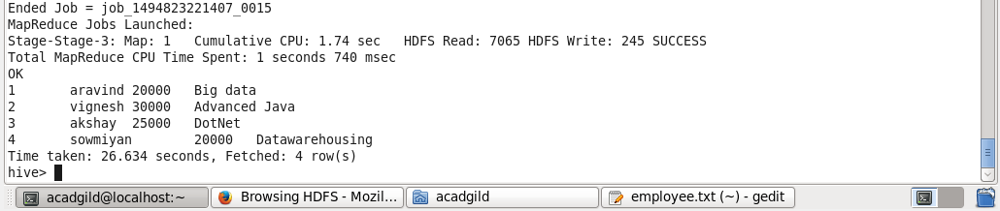 Ended Job = job_1494823221407_0015
MapReduce Jobs Launched:
Stage-Stage-3: Map: 1   Cumulative CPU: 1.74 sec   HDFS Read: 7065 HDFS Write: 245 SUCCESS
Total MapReduce CPU Time Spent: 1 seconds 740 msec
OK
1       aravind 20000   Big data
2       vignesh 30000   Advanced Java
3       akshay  25000   DotNet
4       sowmiyan        20000   Datawarehousing
Time taken: 26.634 seconds, Fetched: 4 row(s)
hive>
acadgild@localhost:~ Browsing HDFS - Mozil... acadgild employee.txt (~) - gedit